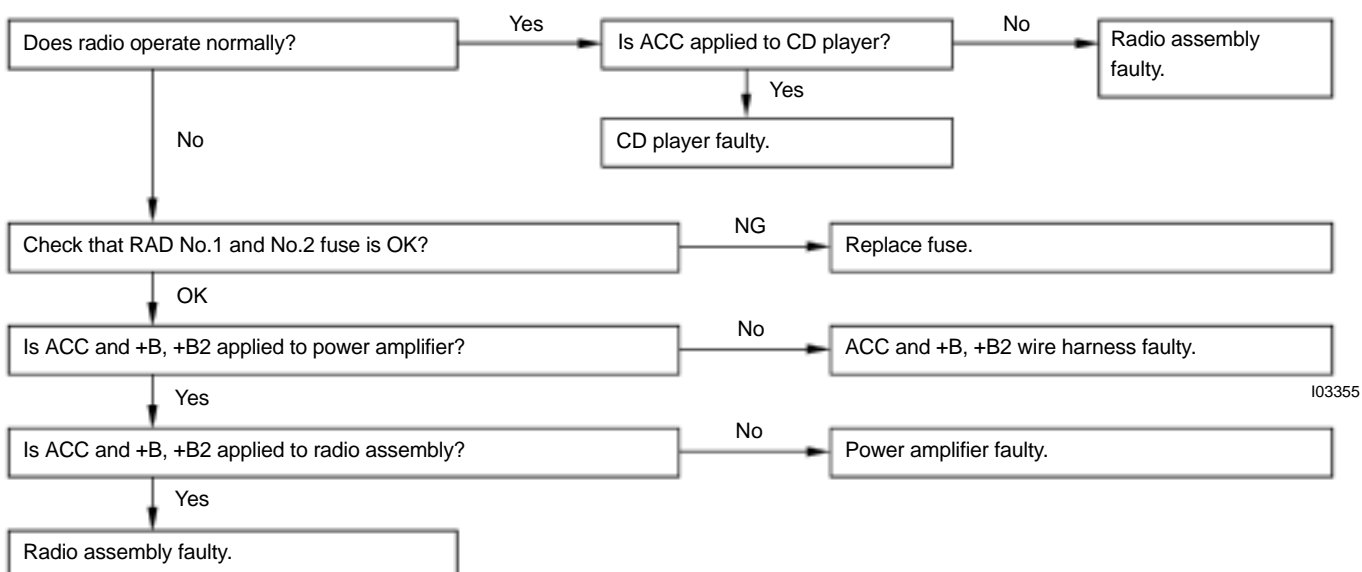 Does radio operate normally?
Yes
Is ACC applied to CD player?
No
Radio assembly
faulty.
Yes
CD player faulty.
No
Check that RAD No.1 and No.2 fuse is OK?
NG
Replace fuse.
OK
Is ACC and +B, +B2 applied to power amplifier?
No
ACC and +B, +B2 wire harness faulty.
I03355
Yes
Is ACC and +B, +B2 applied to radio assembly?
No
Power amplifier faulty.
Yes
Radio assembly faulty.